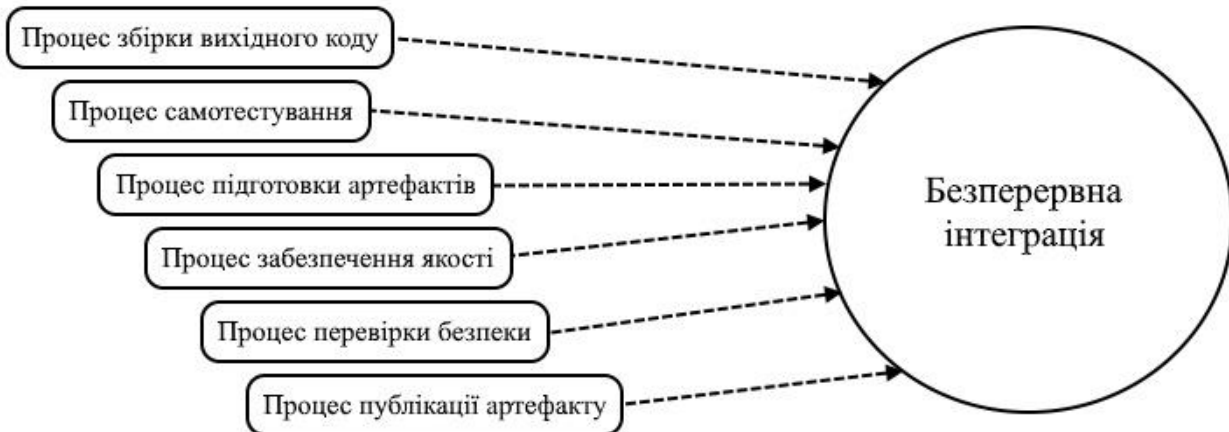 Процес збірки вихідного коду
Процес самотестування
Процес підготовки артефактів
Процес забезпечення якості
Процес перевірки безпеки
Процес публікації артефакту
Безперервна
інтеграція